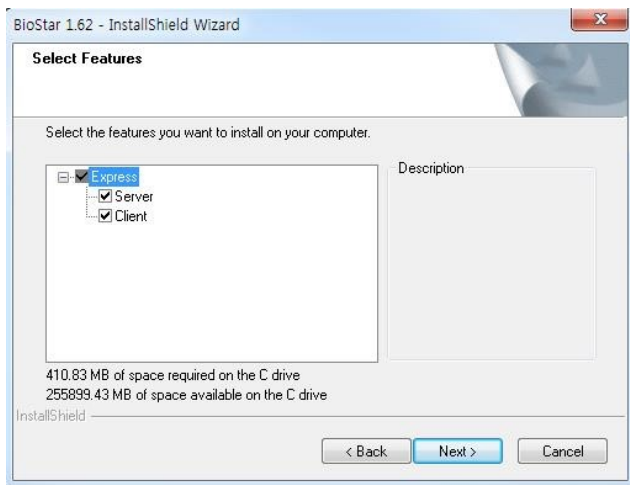 BioStar 1.62 - InstallShield Wizard
Select Features
Select the features you want to install on your computer.
Express
Server
Client
Description
410.83 MB of space required on the C drive
255899.43 MB of space available on the C drive
InstallShield
< Back
Next >
Cancel